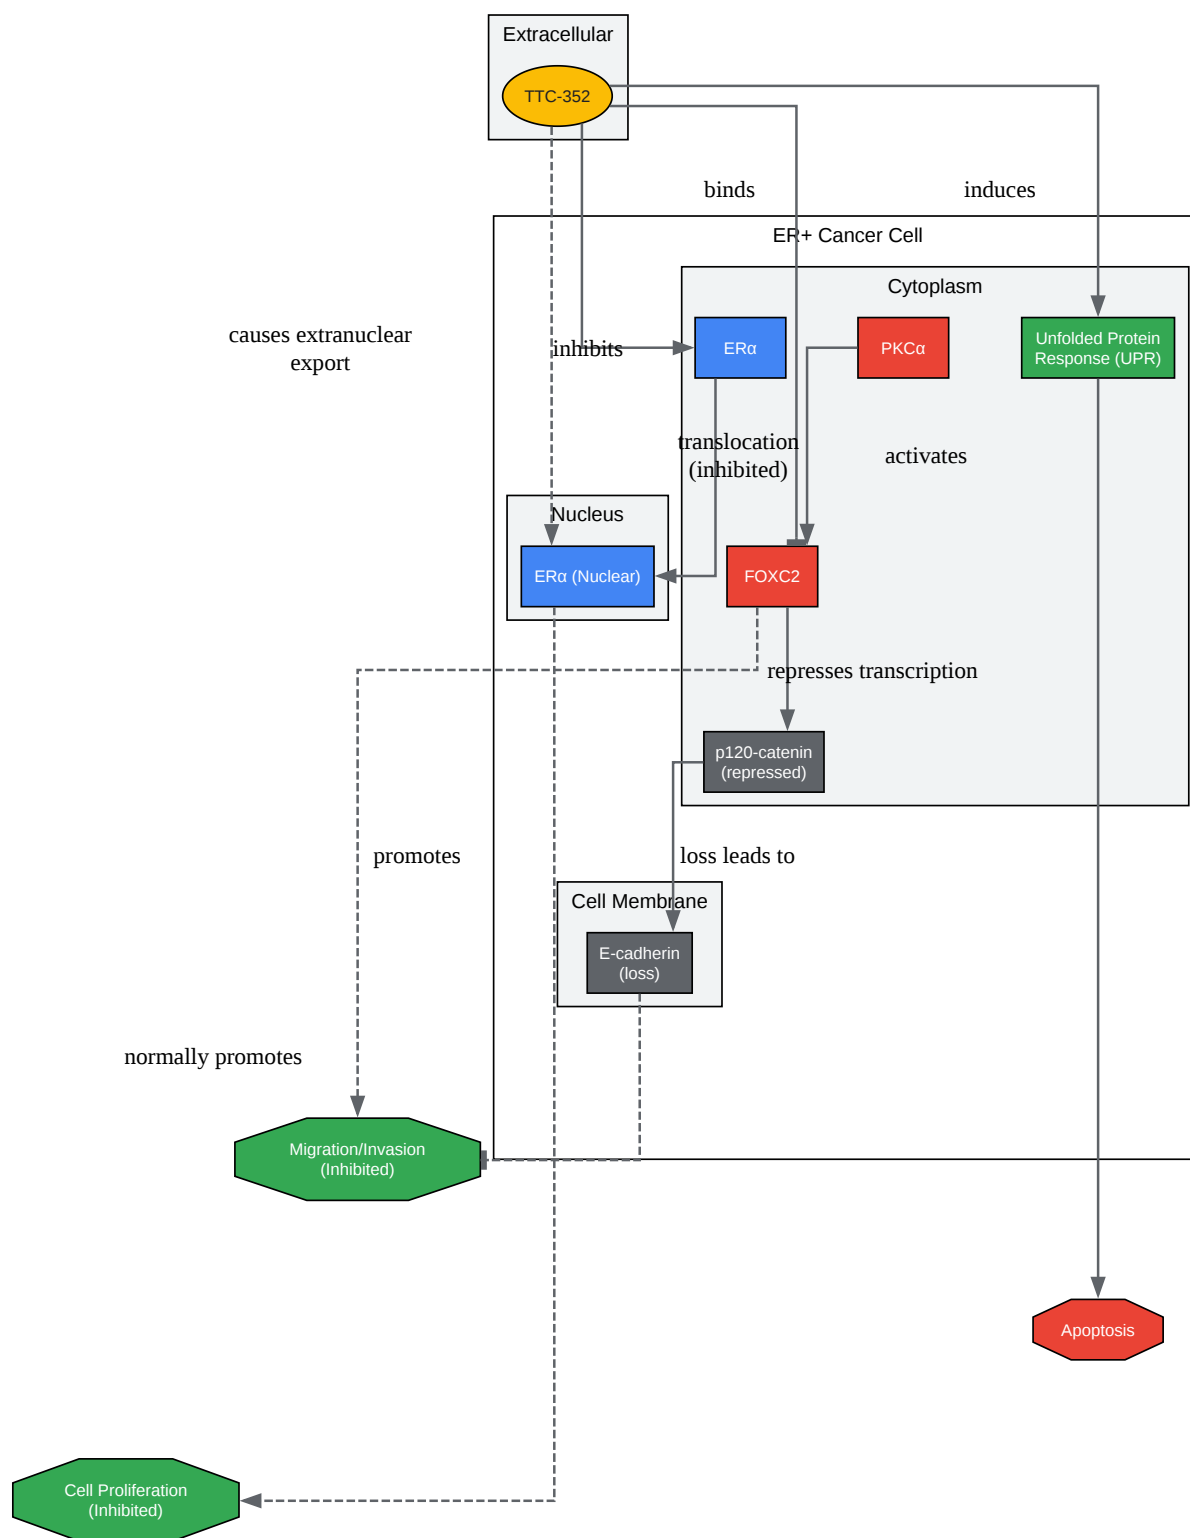 Extracellular
TTC-352
binds
induces
ER+ Cancer Cell
Cytoplasm
causes extranuclear
export
inhibits
ERα
PKCα
Unfolded Protein
Response (UPR)
translocation
(inhibited)
activates
Nucleus
ERα (Nuclear)
FOXC2
represses transcription
p120-catenin
(repressed)
promotes
loss leads to
Cell Membrane
E-cadherin
(loss)
normally promotes
Migration/Invasion
(Inhibited)
Apoptosis
Cell Proliferation
(Inhibited)